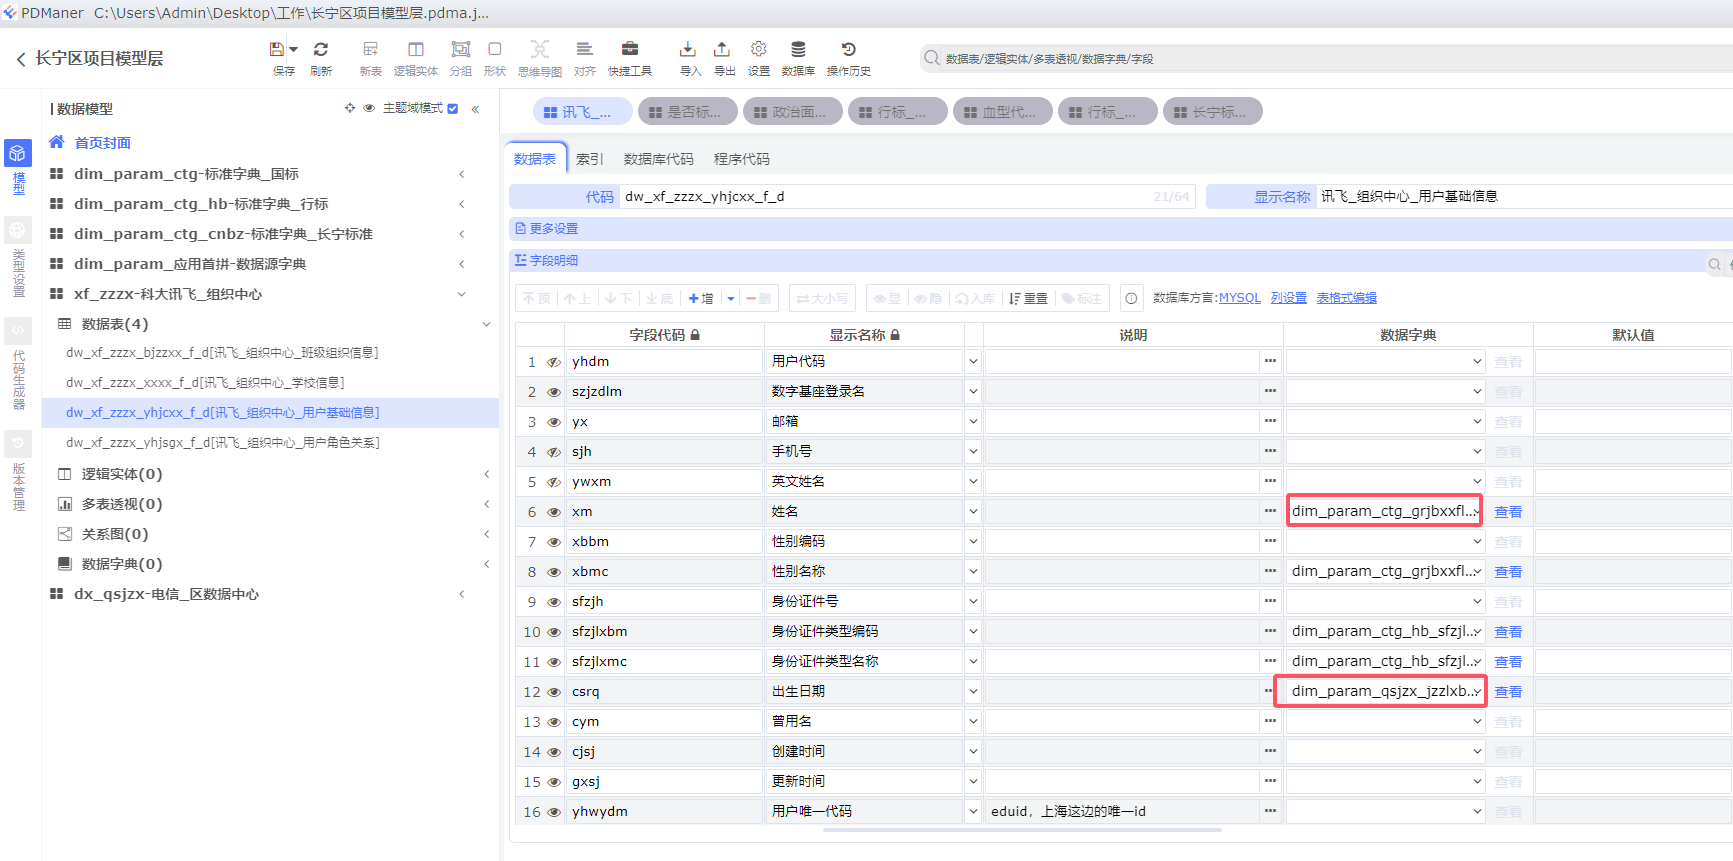 PDManer C:\Users\Admin\Desktop\工作\长宁区项目模型层.pdma.j...
长宁区项目模型层
保存 刷新 新表 逻辑实体 分组 形状 思维导图 对齐 快捷工具 导入 导出 设置 数据库 操作历史
数据表/逻辑实体/多表透视/数据字典/字段
模型
类型设置
代码生成器
版本管理
数据模型 主题域模式
首页封面
dim_param_ctg-标准字典_国标
dim_param_ctg_hb-标准字典_行标
dim_param_ctg_cnbz-标准字典_长宁标准
dim_param_应用首拼-数据源字典
xf_zzzx-科大讯飞_组织中心
数据表(4)
dw_xf_zzzx_bjzzxx_f_d[讯飞_组织中心_班级组织信息]
dw_xf_zzzx_xxxx_f_d[讯飞_组织中心_学校信息]
dw_xf_zzzx_yhjcxx_f_d[讯飞_组织中心_用户基础信息]
dw_xf_zzzx_yhjsgx_f_d[讯飞_组织中心_用户角色关系]
逻辑实体(0)
多表透视(0)
关系图(0)
数据字典(0)
dx_qsjzx-电信_区数据中心
讯飞_... 是否标... 政治面... 行标_... 血型代... 行标_... 长宁标...
数据表 索引 数据库代码 程序代码
代码 dw_xf_zzzx_yhjcxx_f_d 21/64 显示名称 讯飞_组织中心_用户基础信息
更多设置
字段明细
顶 上 下 底 增 删 大小写 显 隐 入库 重置 标注 数据库方言:MYSQL 列设置 表格式编辑
字段代码 显示名称 说明 数据字典 默认值
1 yhdm 用户代码 ... 查看
2 szjzdlm 数字基座登录名 ... 查看
3 yx 邮箱 ... 查看
4 sjh 手机号 ... 查看
5 ywxm 英文姓名 ... 查看
6 xm 姓名 ... dim_param_ctg_grjbxxfl... 查看
7 xbbm 性别编码 ... 查看
8 xbmc 性别名称 ... dim_param_ctg_grjbxxfl... 查看
9 sfzjh 身份证件号 ... 查看
10 sfzjlxbm 身份证件类型编码 ... dim_param_ctg_hb_sfzjl... 查看
11 sfzjlxmc 身份证件类型名称 ... dim_param_ctg_hb_sfzjl... 查看
12 csrq 出生日期 ... dim_param_qsjzx_jzzlxb... 查看
13 cym 曾用名 ... 查看
14 cjsj 创建时间 ... 查看
15 gxsj 更新时间 ... 查看
16 yhwydm 用户唯一代码 eduid，上海这边的唯一id ... 查看